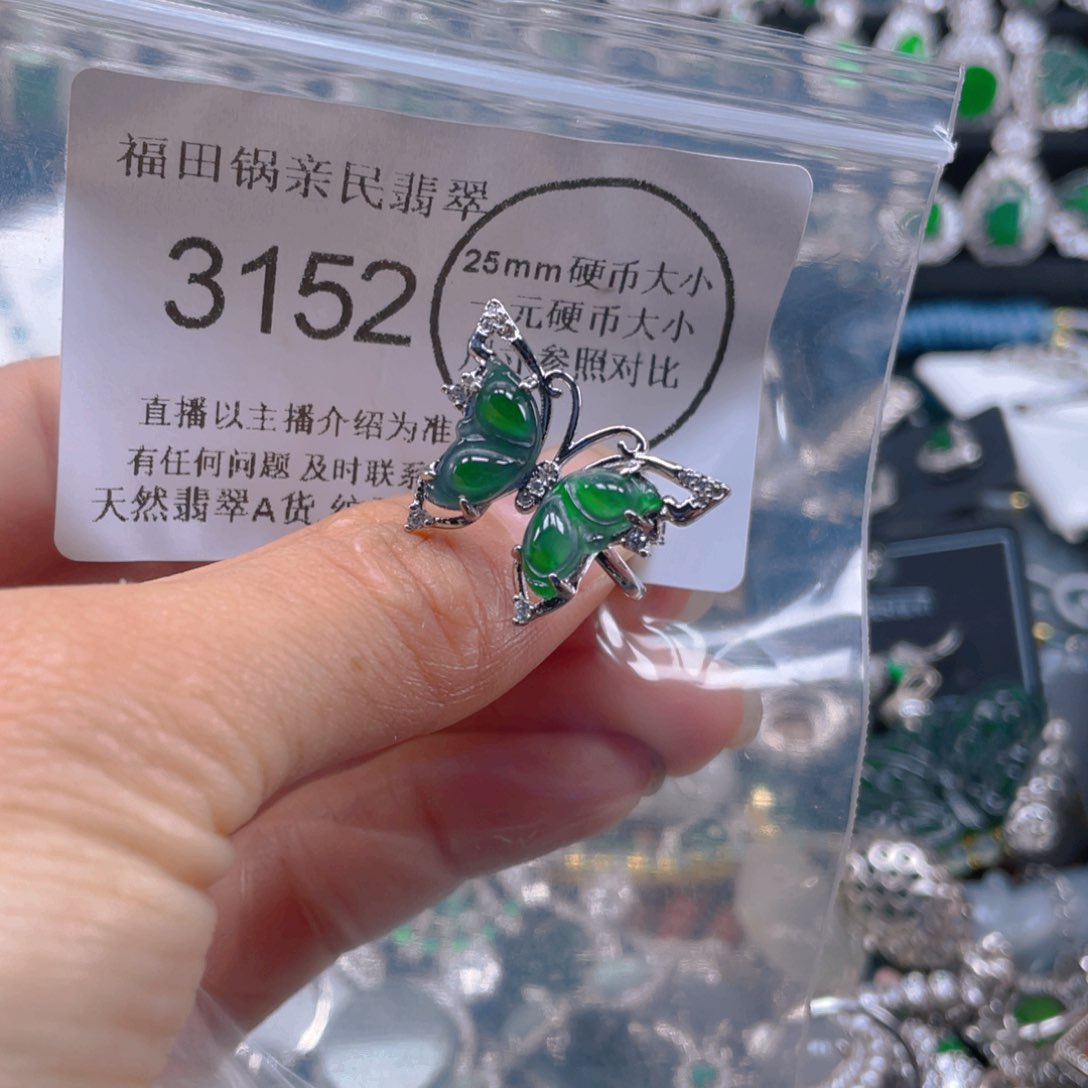 福田锅亲民翡翠
3152
25mm硬币大小
元硬币大小
参照对比
直播以主播介绍为准
有任何问题 及时联系
天然翡翠A货